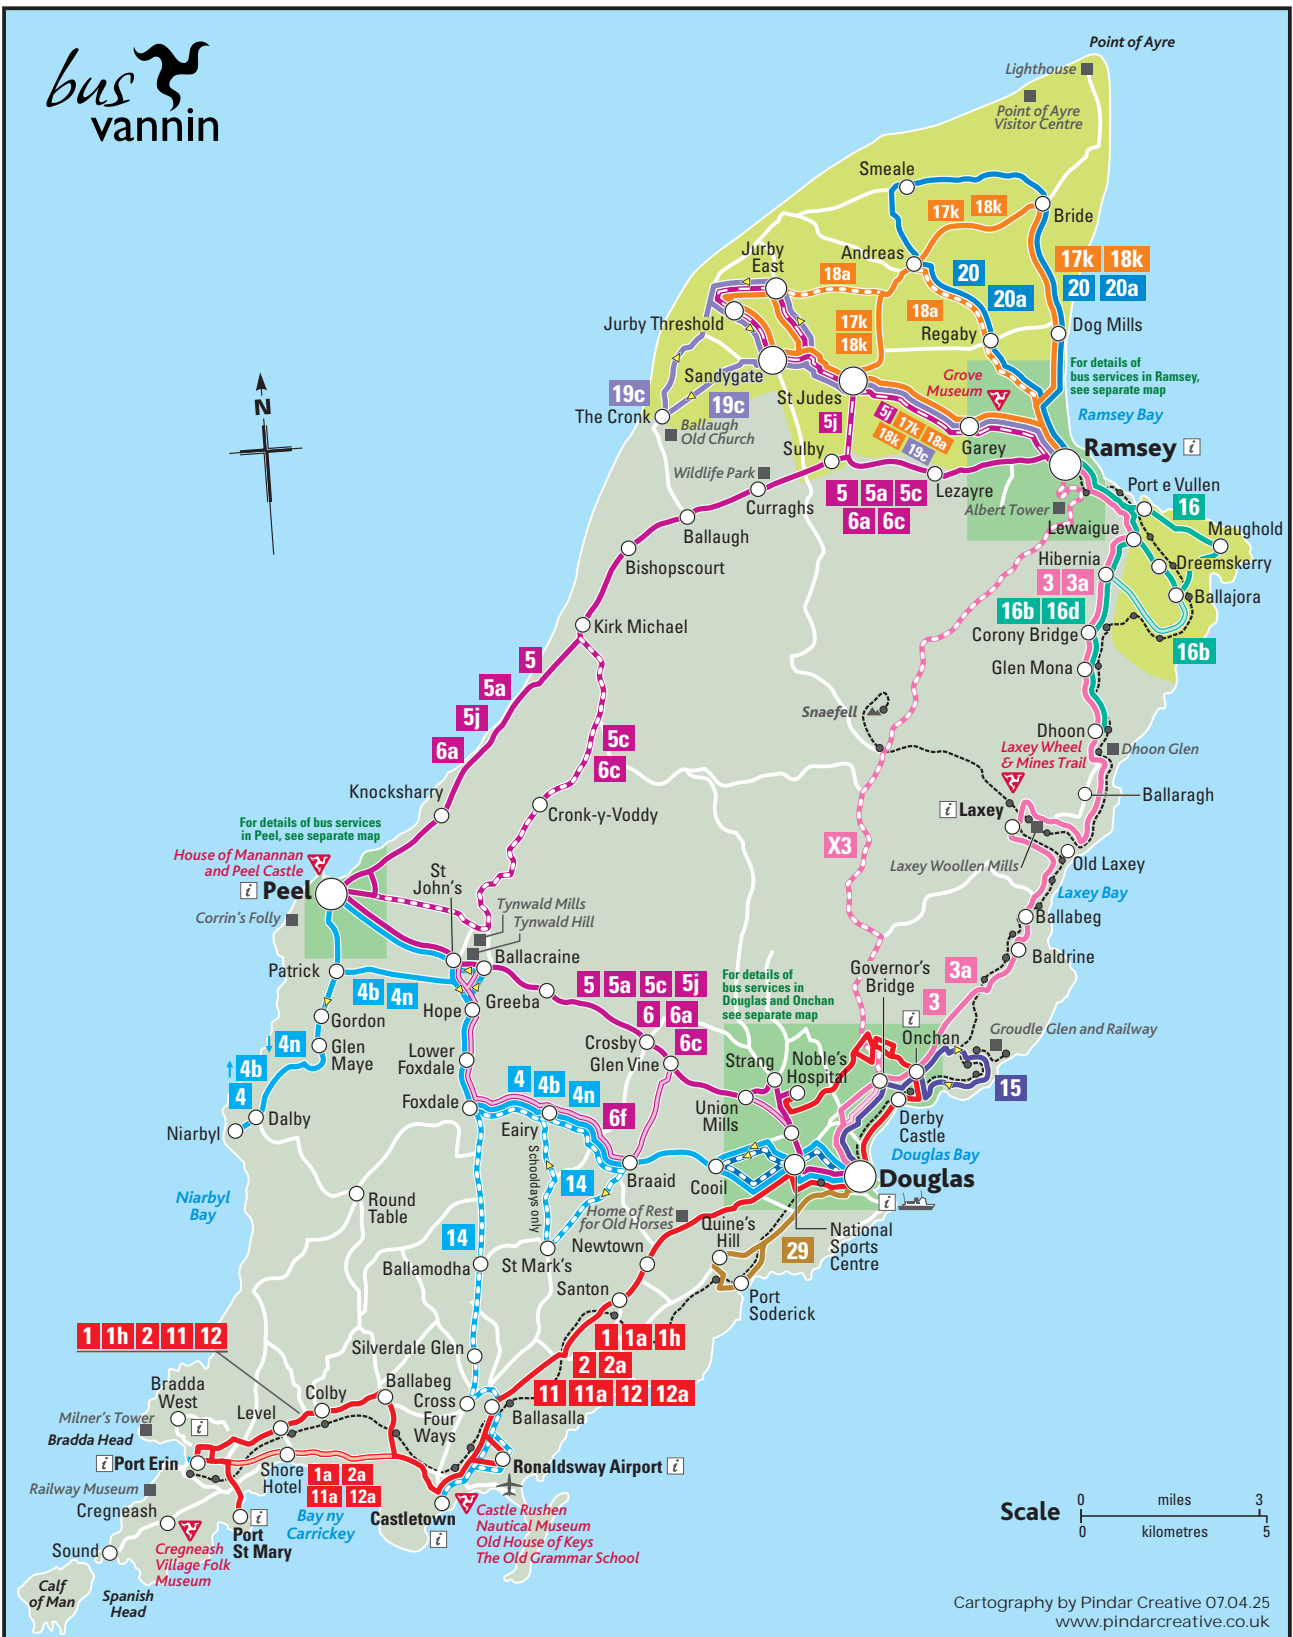 bus
vannin
Point of Ayre
Lighthouse
Point of Ayre
Visitor Centre
Smeale
17k 18k
Bride
Jurby
East
Andreas
18a
20
17k 18k
20 20a
20a
18a
Jurby Threshold
17k
18k
Regaby
Dog Mills
N
Sandygate
Grove
Museum
For details of
bus services in Ramsey,
see separate map
19c
19c
St Judes
The Cronk
Ballaugh
Old Church
5j
5j 17k 18a
18k 19c
Ramsey Bay
Garey
Ramsey i
Sulby
Wildlife Park
Lezayre
Port e Vullen
Curraghs
5 5a 5c
6a 6c
Albert Tower
16
Lewaigue
Maughold
Ballaugh
Hibernia
Dreemskerry
Bishopscourt
3 3a
Ballajora
16b 16d
Kirk Michael
Corony Bridge
16b
5
Glen Mona
5a
Snaefell
5j
Dhoon
5c
6a
Laxey Wheel
& Mines Trail
Dhoon Glen
6c
Knocksharry
Ballaragh
Cronk-y-Voddy
i Laxey
For details of bus services
in Peel, see separate map
X3
House of Manannan
and Peel Castle
Laxey Woollen Mills
Old Laxey
St
John's
i Peel
Laxey Bay
Tynwald Mills
Tynwald Hill
Corrin's Folly
Ballabeg
Ballacraine
Baldrine
Patrick
Governor's
Bridge
3a
4b 4n
5 5a 5c 5j
For details of
bus services in
Douglas and Onchan
see separate map
Hope
Greeba
3
Gordon
6 6a
i
Groudle Glen and Railway
Glen
Maye
4n
Crosby
6c
Onchan
Lower
Foxdale
Glen Vine
Strang
Noble's
Hospital
4b
4
4 4b 4n
15
Foxdale
6f
Union
Mills
Derby
Castle
Dalby
Eairy
Niarbyl
Douglas Bay
Schooldays only
14
Braaid
Cooil
Douglas
i
Niarbyl
Bay
Round
Table
Home of Rest
for Old Horses
Quine's
Hill
14
Newtown
29
National
Sports
Centre
Ballamodha
St Mark's
Santon
Port
Soderick
1 1h 2 11 12
1 1a 1h
Silverdale Glen
2 2a
11 11a 12 12a
Bradda
West
Ballabeg
Colby
Cross
Four
Ways
Milner's Tower
Level
i
Ballasalla
Bradda Head
i Port Erin
Shore
Hotel
1a 2a
11a 12a
Ronaldsway Airport i
Railway Museum
Cregneash
i
Bay ny
Carrickey
Castletown
i
Castle Rushen
Nautical Museum
Old House of Keys
The Old Grammar School
Port
St Mary
Scale
0 miles 3
0 kilometres 5
Sound
Cregneash
Village Folk
Museum
Calf
of Man
Spanish
Head
Cartography by Pindar Creative 07.04.25
www.pindarcreative.co.uk